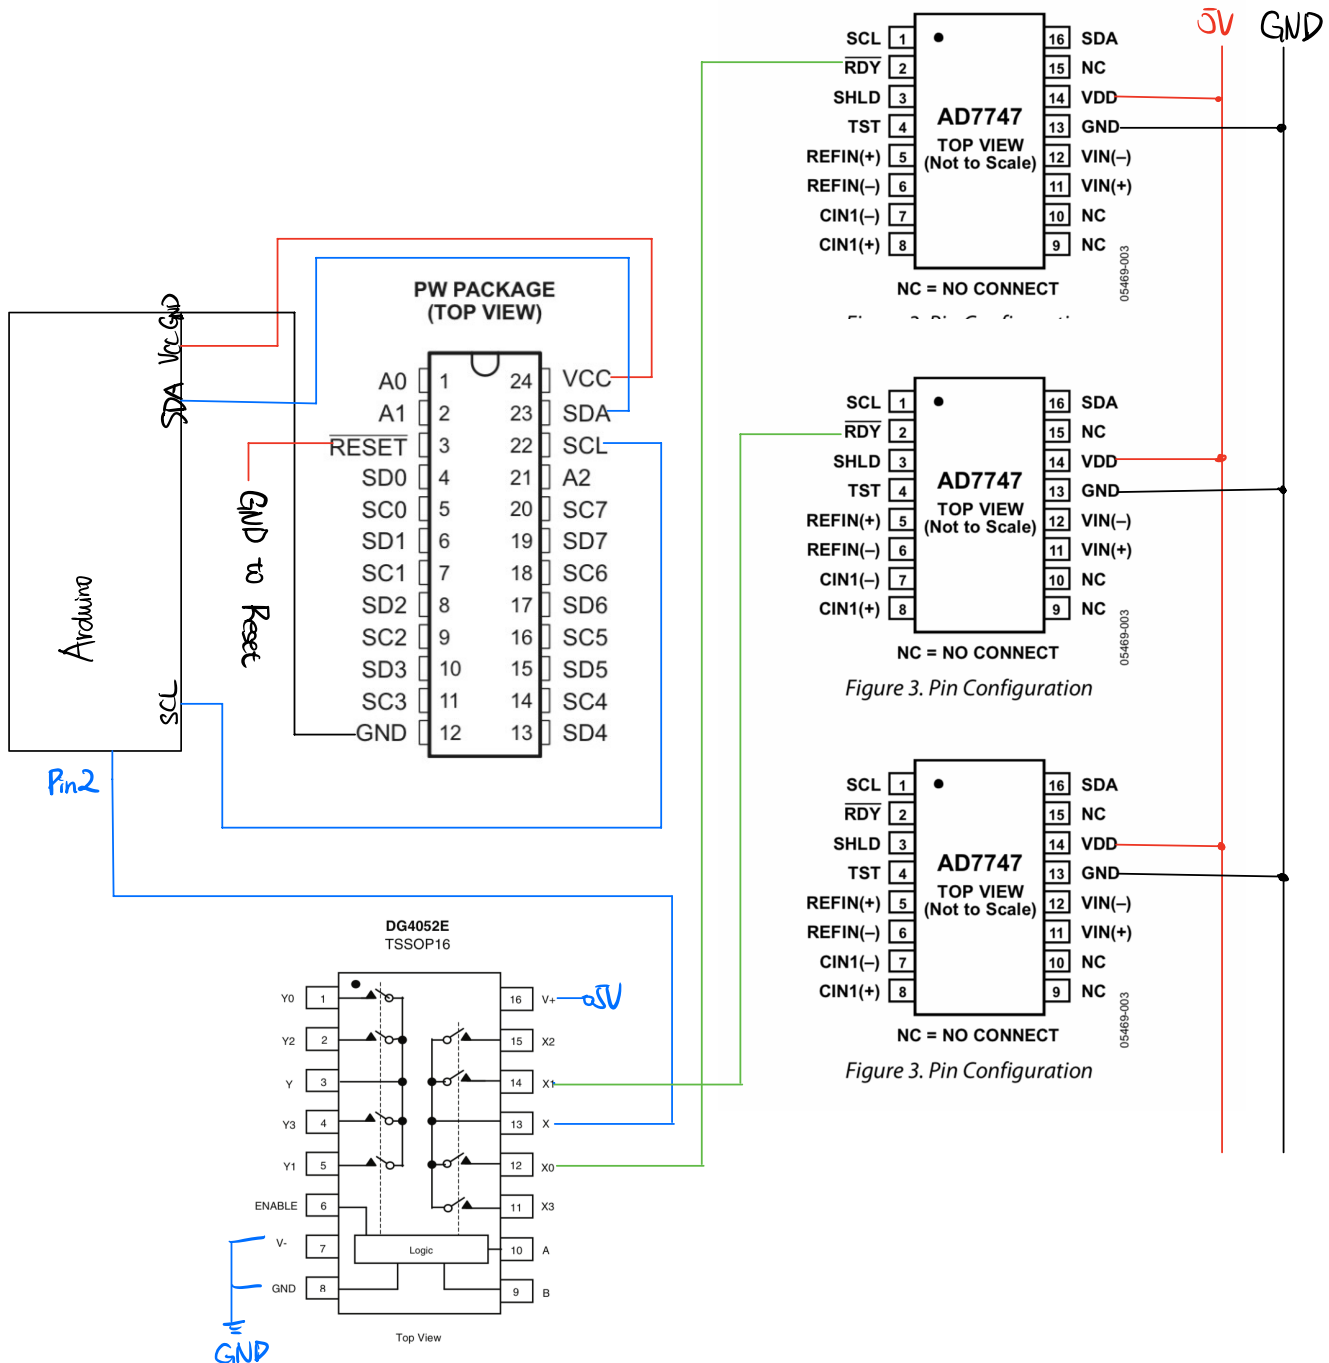 5V GND
SCL 1 16 SDA
RDY 2 15 NC
SHLD 3 14 VDD
TST 4 13 GND
REFIN(+) 5 12 VIN(–)
REFIN(–) 6 11 VIN(+)
CIN1(–) 7 10 NC
CIN1(+) 8 9 NC
AD7747
TOP VIEW
(Not to Scale)
NC = NO CONNECT
05469-003
SCL 1 16 SDA
RDY 2 15 NC
SHLD 3 14 VDD
TST 4 13 GND
REFIN(+) 5 12 VIN(–)
REFIN(–) 6 11 VIN(+)
CIN1(–) 7 10 NC
CIN1(+) 8 9 NC
AD7747
TOP VIEW
(Not to Scale)
NC = NO CONNECT
05469-003
Figure 3. Pin Configuration
SCL 1 16 SDA
RDY 2 15 NC
SHLD 3 14 VDD
TST 4 13 GND
REFIN(+) 5 12 VIN(–)
REFIN(–) 6 11 VIN(+)
CIN1(–) 7 10 NC
CIN1(+) 8 9 NC
AD7747
TOP VIEW
(Not to Scale)
NC = NO CONNECT
05469-003
Figure 3. Pin Configuration
GND
Vcc
SDA
Arduino
SCL
Pin2
GND to Reset
PW PACKAGE
(TOP VIEW)
A0 1 24 VCC
A1 2 23 SDA
RESET 3 22 SCL
SD0 4 21 A2
SC0 5 20 SC7
SD1 6 19 SD7
SC1 7 18 SC6
SD2 8 17 SD6
SC2 9 16 SC5
SD3 10 15 SD5
SC3 11 14 SC4
GND 12 13 SD4
DG4052E
TSSOP16
Y0 1 16 V+ 5V
Y2 2 15 X2
Y 3 14 X1
Y3 4 13 X
Y1 5 12 X0
ENABLE 6 11 X3
V- 7 Logic 10 A
GND 8 9 B
Top View
GND